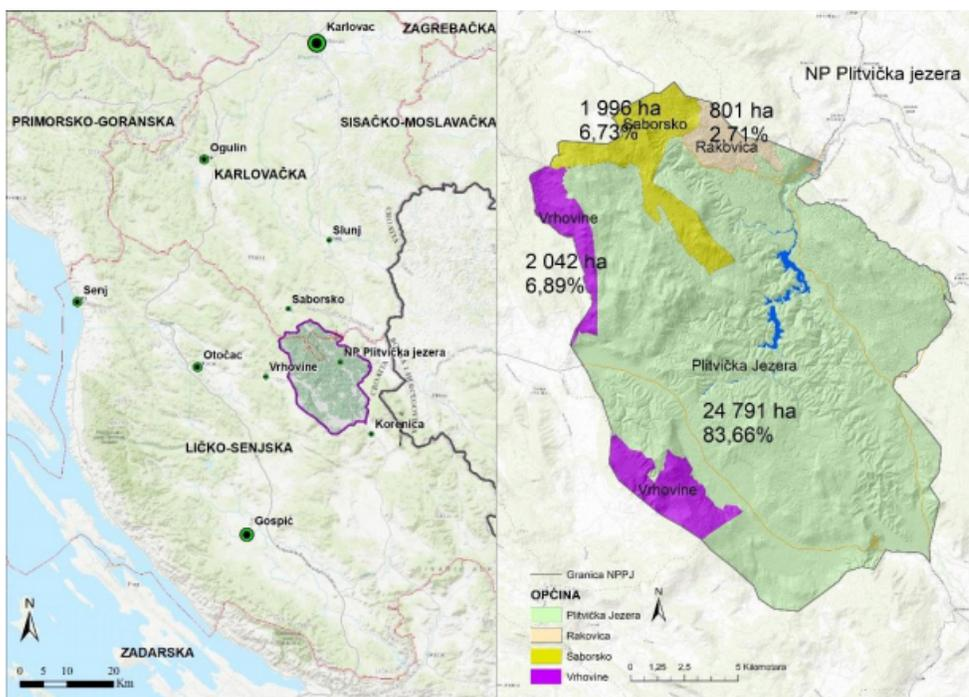 Karlovac
ZAGREBAČKA
PRIMORSKO-GORANSKA
SISAČKO-MOSLAVAČKA
Ogulin
KARLOVAČKA
Slunj
CROATIA
Senj
Saborsko
Otočac
Vrhovine
NP Plitvička jezera
CROATIA
Korenica
LIČKO-SENJSKA
Gospić
N
ZADARSKA
0 5 10 20
Km
NP Plitvička jezera
1 996 ha
6,73%
Saborsko
801 ha
2,71%
Rakovica
Vrhovine
2 042 ha
6,89%
Plitvička Jezera
24 791 ha
83,66%
Vrhovine
Granica NPPJ
OPĆINA
N
Plitvička Jezera
Rakovica
Saborsko
Vrhovine
0 1,25 2,5 5 Kilometara